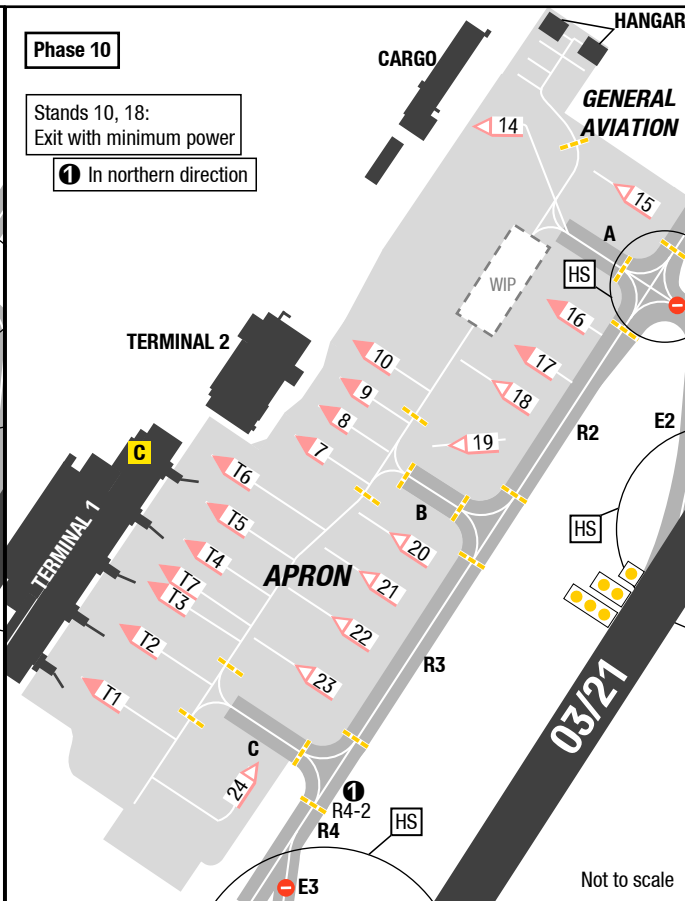 Phase 10
Stands 10, 18:
Exit with minimum power
1 In northern direction
HANGAR
CARGO
GENERAL
AVIATION
14
15
A
HS
WIP
16
TERMINAL 2
10
17
9
18
8
R2
E2
7
19
C
T6
B
HS
T5
TERMINAL 1
T4
20
APRON
T7
21
T3
22
T2
R3
23
03/21
T1
C
24
1
R4-2
R4
HS
E3
Not to scale